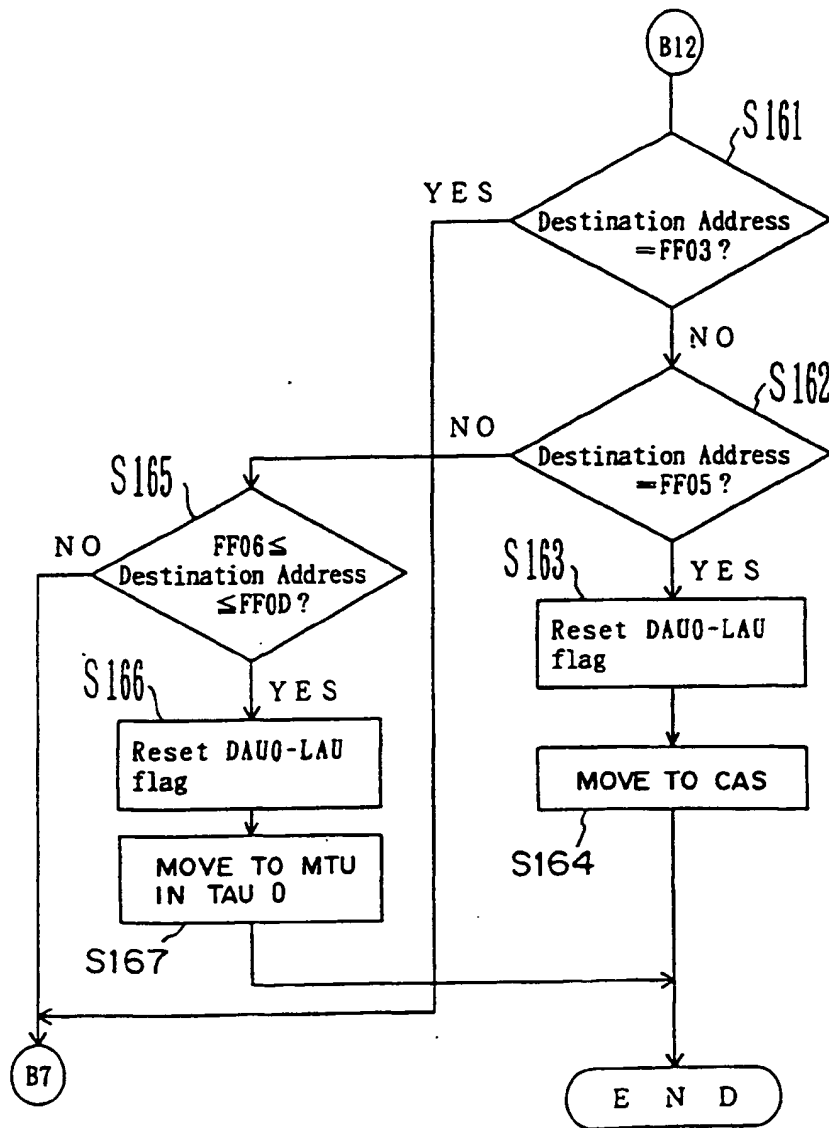 B12
S161
YES
Destination Address
=FF03?
NO
S162
NO
Destination Address
=FF05?
S165
NO
FF06≦
Destination Address
≦FF0D?
S163
YES
Reset DAU0-LAU
flag
S166
YES
Reset DAU0-LAU
flag
MOVE TO CAS
S164
MOVE TO MTU
IN TAU 0
S167
B7
END